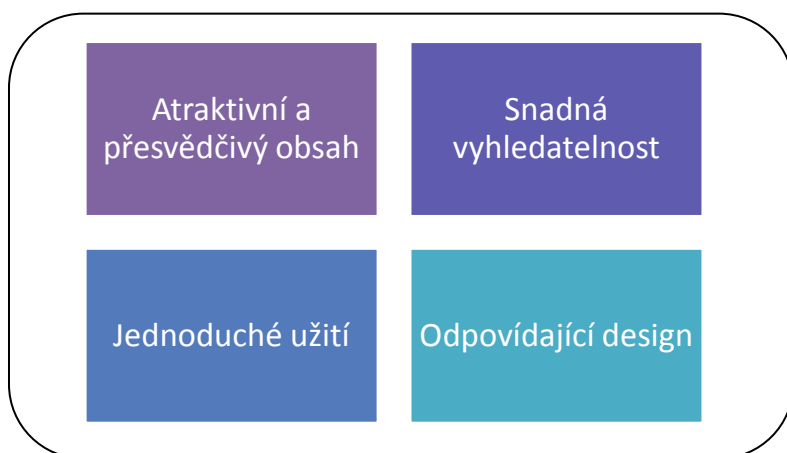 Atraktivní a
přesvědčivý obsah
Snadná
vyhledatelnost
Jednoduché užití
Odpovídající design